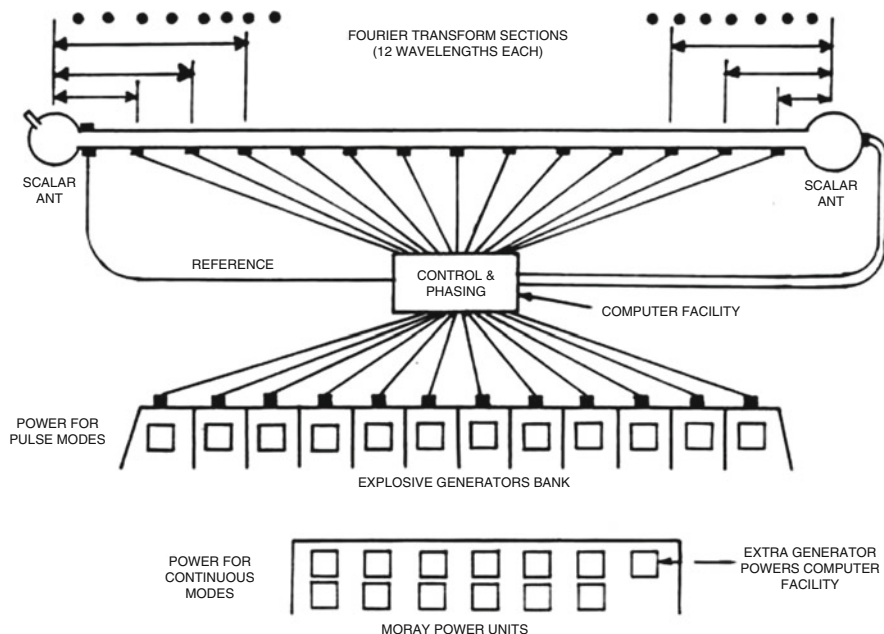 FOURIER TRANSFORM SECTIONS
(12 WAVELENGTHS EACH)
SCALAR
ANT
SCALAR
ANT
REFERENCE
CONTROL &
PHASING
COMPUTER FACILITY
POWER FOR
PULSE MODES
EXPLOSIVE GENERATORS BANK
POWER FOR
CONTINUOUS
MODES
EXTRA GENERATOR
POWERS COMPUTER
FACILITY
MORAY POWER UNITS